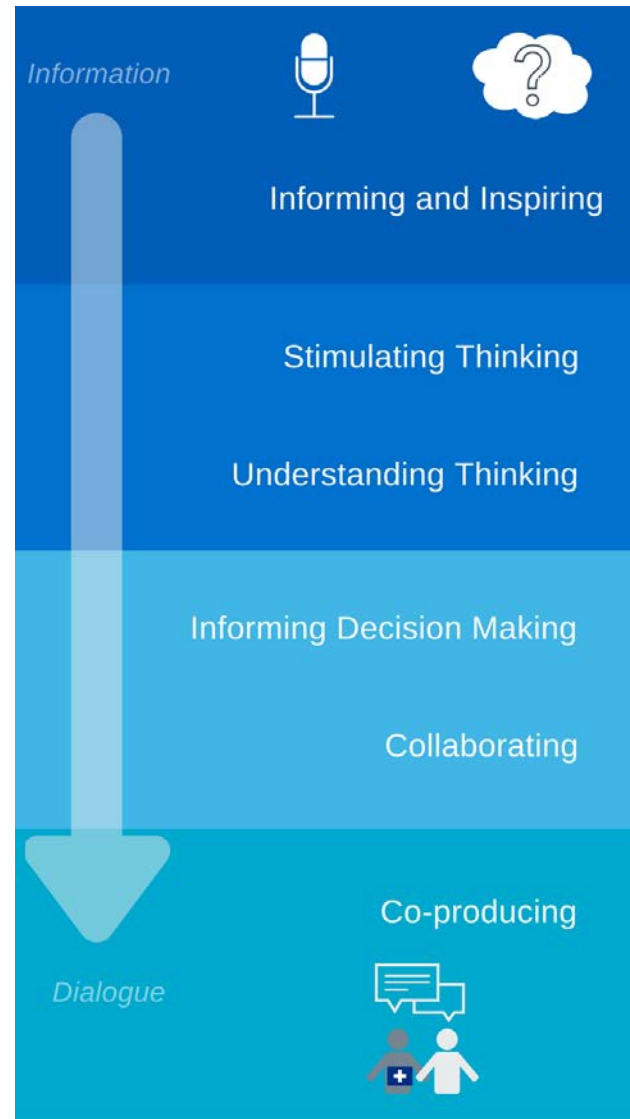 Information
Informing and Inspiring
Stimulating Thinking
Understanding Thinking
Informing Decision Making
Collaborating
Co-producing
Dialogue